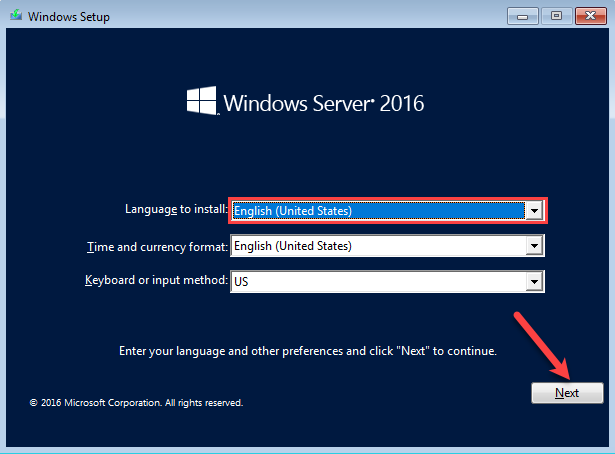 Windows Setup
Windows Server® 2016
Language to install: English (United States)
Time and currency format: English (United States)
Keyboard or input method: US
Enter your language and other preferences and click "Next" to continue.
Next
© 2016 Microsoft Corporation. All rights reserved.